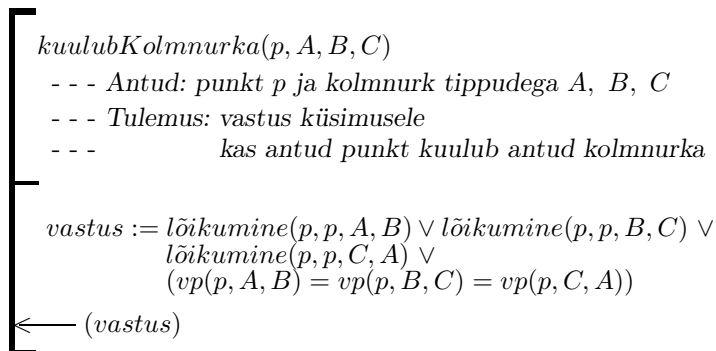 kuulubKolmnurka(p, A, B, C)
- - - Antud: punkt p ja kolmnurk tippudega A, B, C
- - - Tulemus: vastus küsimusele
- - - kas antud punkt kuulub antud kolmnurka
vastus := lõikumine(p, p, A, B) ∨ lõikumine(p, p, B, C) ∨
lõikumine(p, p, C, A) ∨
(vp(p, A, B) = vp(p, B, C) = vp(p, C, A))
(vastus)